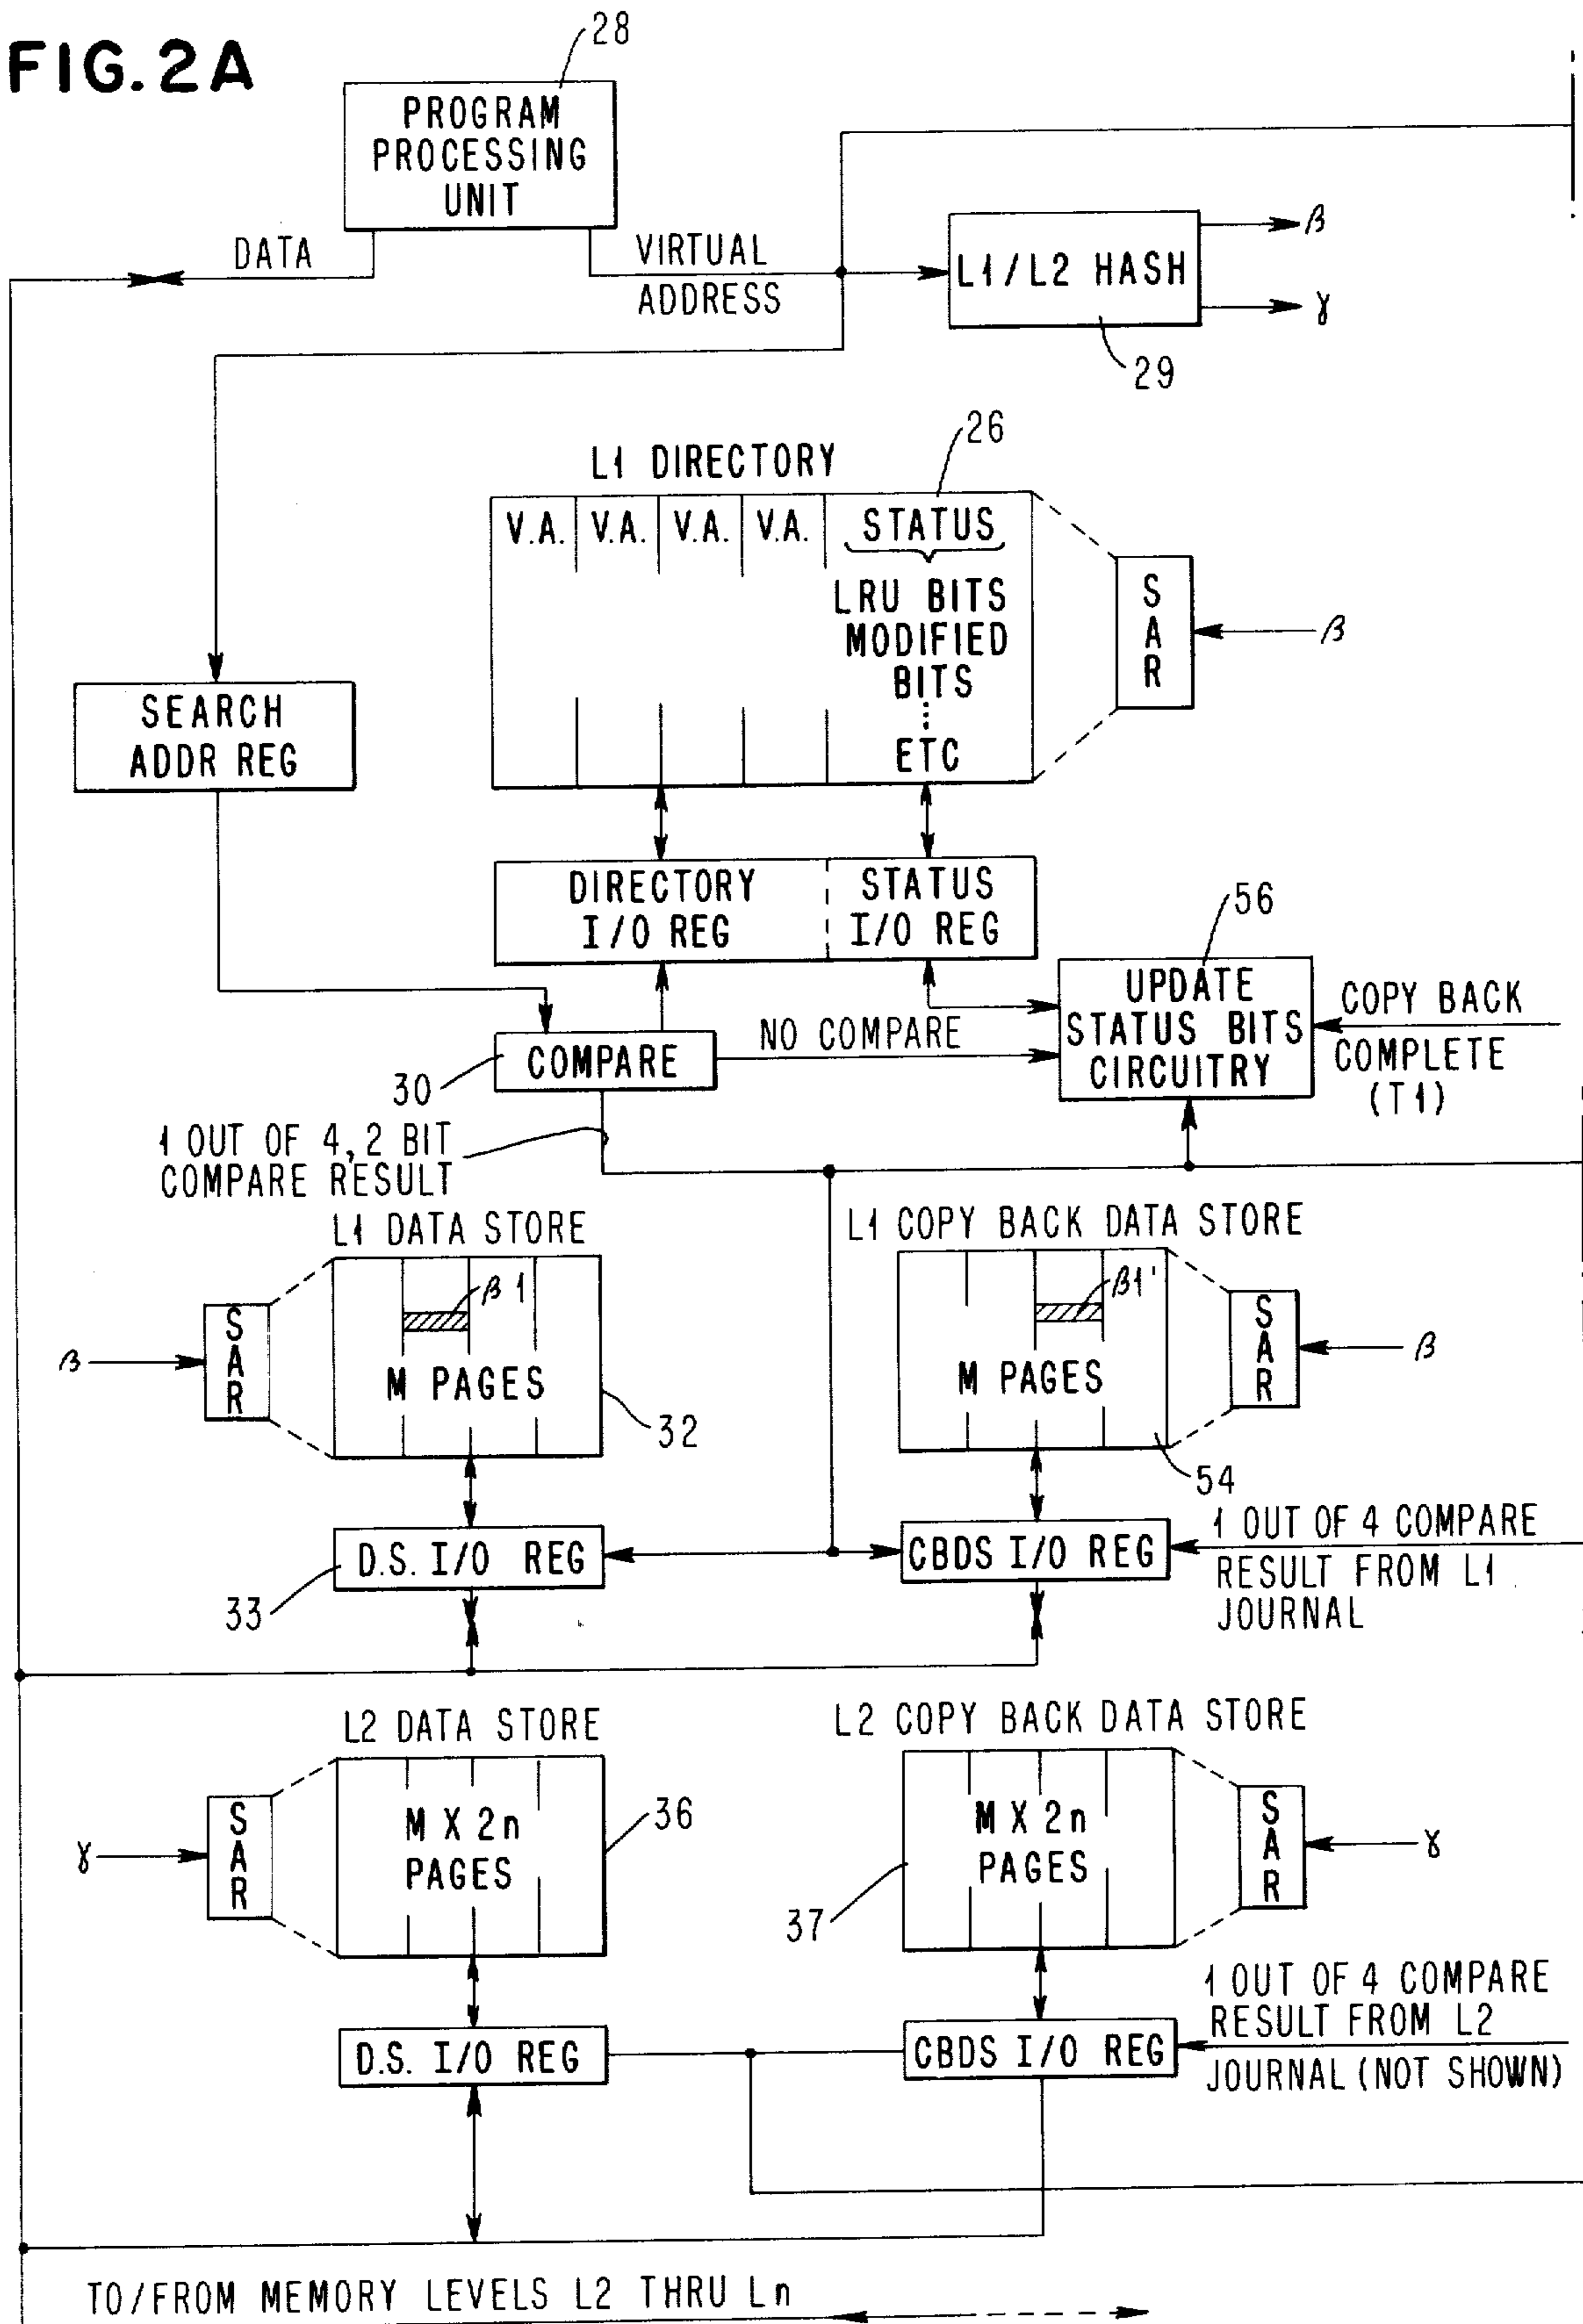 FIG.2A
28
PROGRAM
PROCESSING
UNIT
DATA
VIRTUAL
ADDRESS
L1/L2 HASH
β
γ
29
26
L1 DIRECTORY
V.A. V.A. V.A. V.A. STATUS
LRU BITS
MODIFIED
BITS
ETC
SAR
β
SEARCH
ADDR REG
DIRECTORY
I/O REG
STATUS
I/O REG
56
UPDATE
STATUS BITS
CIRCUITRY
COPY BACK
COMPLETE
(T1)
NO COMPARE
COMPARE
30
1 OUT OF 4, 2 BIT
COMPARE RESULT
L1 DATA STORE
L1 COPY BACK DATA STORE
β1
β1'
SAR
β
M PAGES
32
M PAGES
SAR
β
54
D.S. I/O REG
33
CBDS I/O REG
1 OUT OF 4 COMPARE
RESULT FROM L1
JOURNAL
L2 DATA STORE
L2 COPY BACK DATA STORE
SAR
γ
M X 2n
PAGES
36
M X 2n
PAGES
37
SAR
γ
D.S. I/O REG
CBDS I/O REG
1 OUT OF 4 COMPARE
RESULT FROM L2
JOURNAL (NOT SHOWN)
TO/FROM MEMORY LEVELS L2 THRU Ln